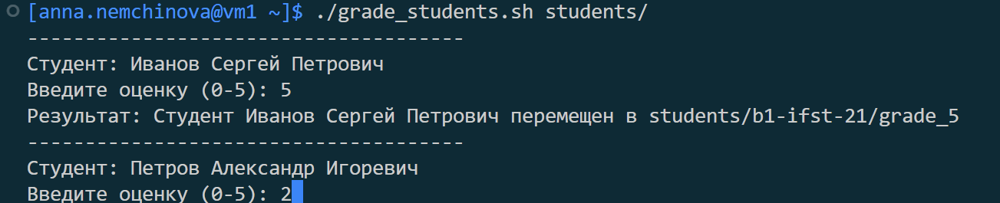 [anna.nemchinova@vm1 ~]$ ./grade_students.sh students/
--------------------------------------
Студент: Иванов Сергей Петрович
Введите оценку (0-5): 5
Результат: Студент Иванов Сергей Петрович перемещен в students/b1-ifst-21/grade_5
--------------------------------------
Студент: Петров Александр Игоревич
Введите оценку (0-5): 2